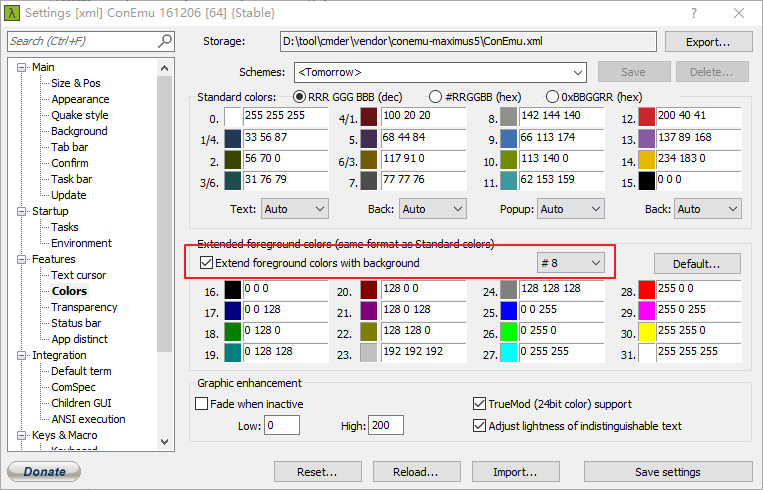 Settings [xml] ConEmu 161206 [64] {Stable}
Search (Ctrl+F)
Storage: D:\tool\cmder\vendor\conemu-maximus5\ConEmu.xml Export...
Schemes: <Tomorrow> Save Delete...
Main
Size & Pos
Appearance
Quake style
Background
Tab bar
Confirm
Task bar
Update
Startup
Tasks
Environment
Features
Text cursor
Colors
Transparency
Status bar
App distinct
Integration
Default term
ComSpec
Children GUI
ANSI execution
Keys & Macro
Keyboard
Standard colors: RRR GGG BBB (dec) #RRGGBB (hex) 0xBBGGRR (hex)
0. 255 255 255 4/1. 100 20 20 8. 142 144 140 12. 200 40 41
1/4. 33 56 87 5. 68 44 84 9. 66 113 174 13. 137 89 168
2. 56 70 0 6/3. 117 91 0 10. 113 140 0 14. 234 183 0
3/6. 31 76 79 7. 77 77 76 11. 62 153 159 15. 0 0 0
Text: Auto Back: Auto Popup: Auto Back: Auto
Extended foreground colors (same format as Standard colors)
Extend foreground colors with background # 8 Default...
16. 0 0 0 20. 128 0 0 24. 128 128 128 28. 255 0 0
17. 0 0 128 21. 128 0 128 25. 0 0 255 29. 255 0 255
18. 0 128 0 22. 128 128 0 26. 0 255 0 30. 255 255 0
19. 0 128 128 23. 192 192 192 27. 0 255 255 31. 255 255 255
Graphic enhancement
Fade when inactive TrueMod (24bit color) support
Low: 0 High: 200 Adjust lightness of indistinguishable text
Donate Reset... Reload... Import... Save settings